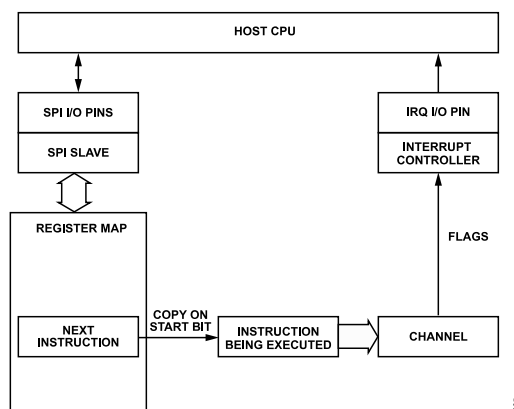 HOST CPU
SPI I/O PINS
IRQ I/O PIN
SPI SLAVE
INTERRUPT
CONTROLLER
REGISTER MAP
FLAGS
COPY ON
START BIT
NEXT
INSTRUCTION
INSTRUCTION
BEING EXECUTED
CHANNEL